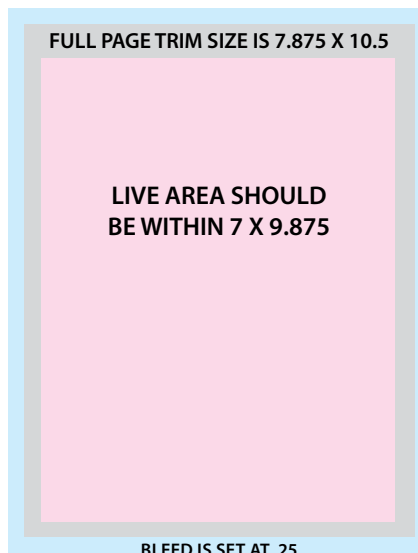 FULL PAGE TRIM SIZE IS 7.875 X 10.5
LIVE AREA SHOULD
BE WITHIN 7 X 9.875
BLEED IS SET AT .25